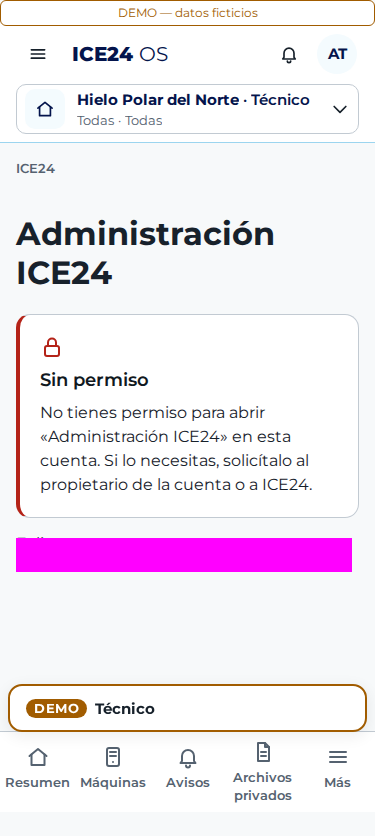 DEMO — datos ficticios
ICE24 OS
AT
Hielo Polar del Norte · Técnico
Todas · Todas
ICE24
Administración
ICE24
Sin permiso
No tienes permiso para abrir
«Administración ICE24» en esta
cuenta. Si lo necesitas, solicítalo al
propietario de la cuenta o a ICE24.
DEMO Técnico
Resumen
Máquinas
Avisos
Archivos
privados
Más